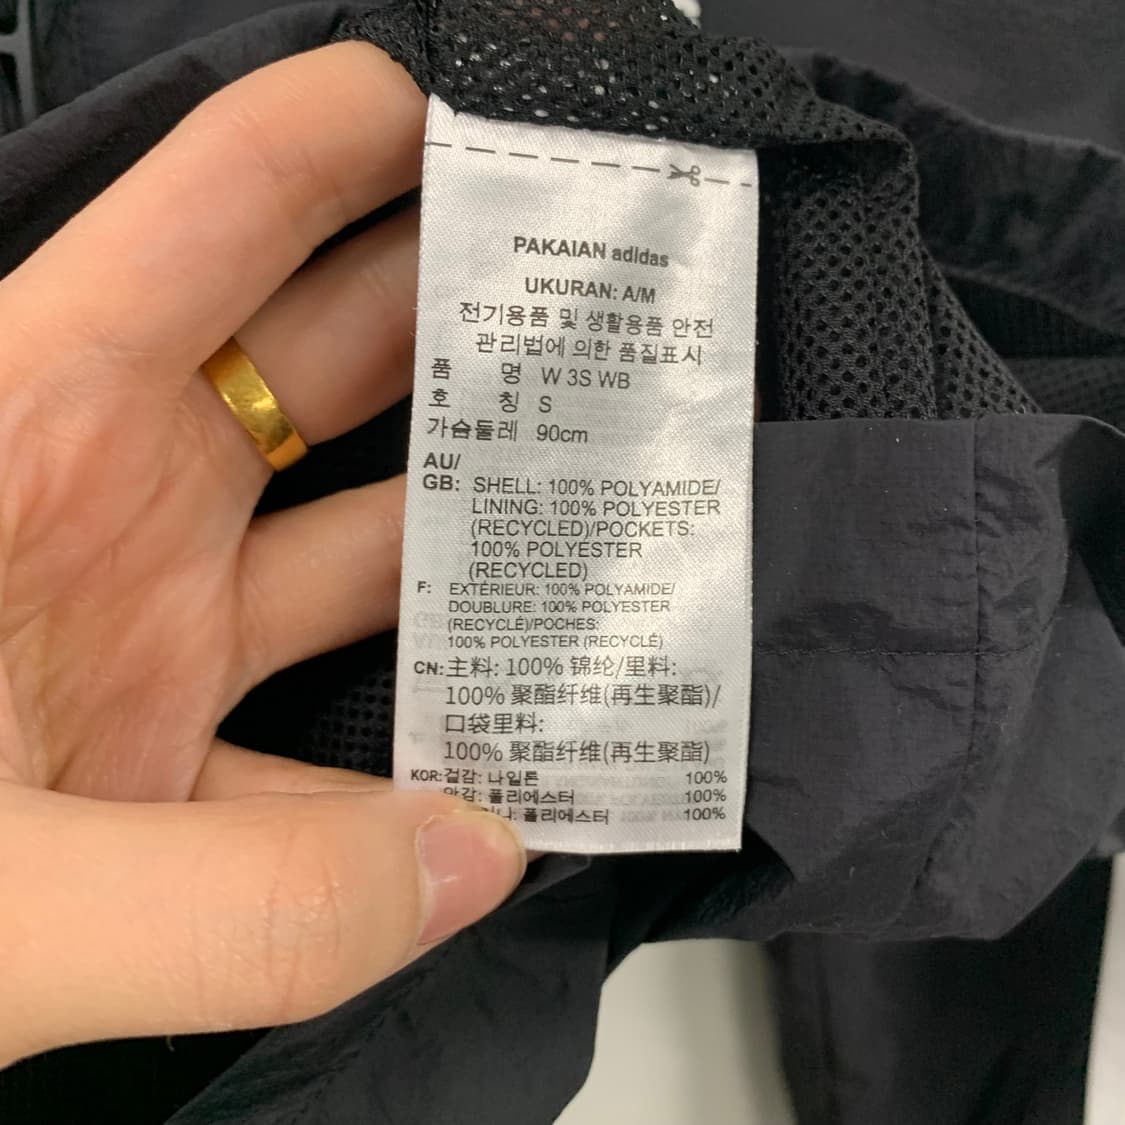 PAKAIAN adidas
UKURAN: A/M
전기용품 및 생활용품 안전
관리법에 의한 품질표시
품 명 W 3S WB
호 칭 S
가슴둘레 90cm
AU/
GB: SHELL: 100% POLYAMIDE/
LINING: 100% POLYESTER
(RECYCLED)/POCKETS:
100% POLYESTER
(RECYCLED)
F: EXTÉRIEUR: 100% POLYAMIDE/
DOUBLURE: 100% POLYESTER
(RECYCLÉ)/POCHES:
100% POLYESTER (RECYCLÉ)
CN: 主料: 100% 锦纶/里料:
100% 聚酯纤维(再生聚酯)/
口袋里料:
100% 聚酯纤维(再生聚酯)
KOR: 겉감: 나일론 100%
안감: 폴리에스터 100%
폴리에스터 100%